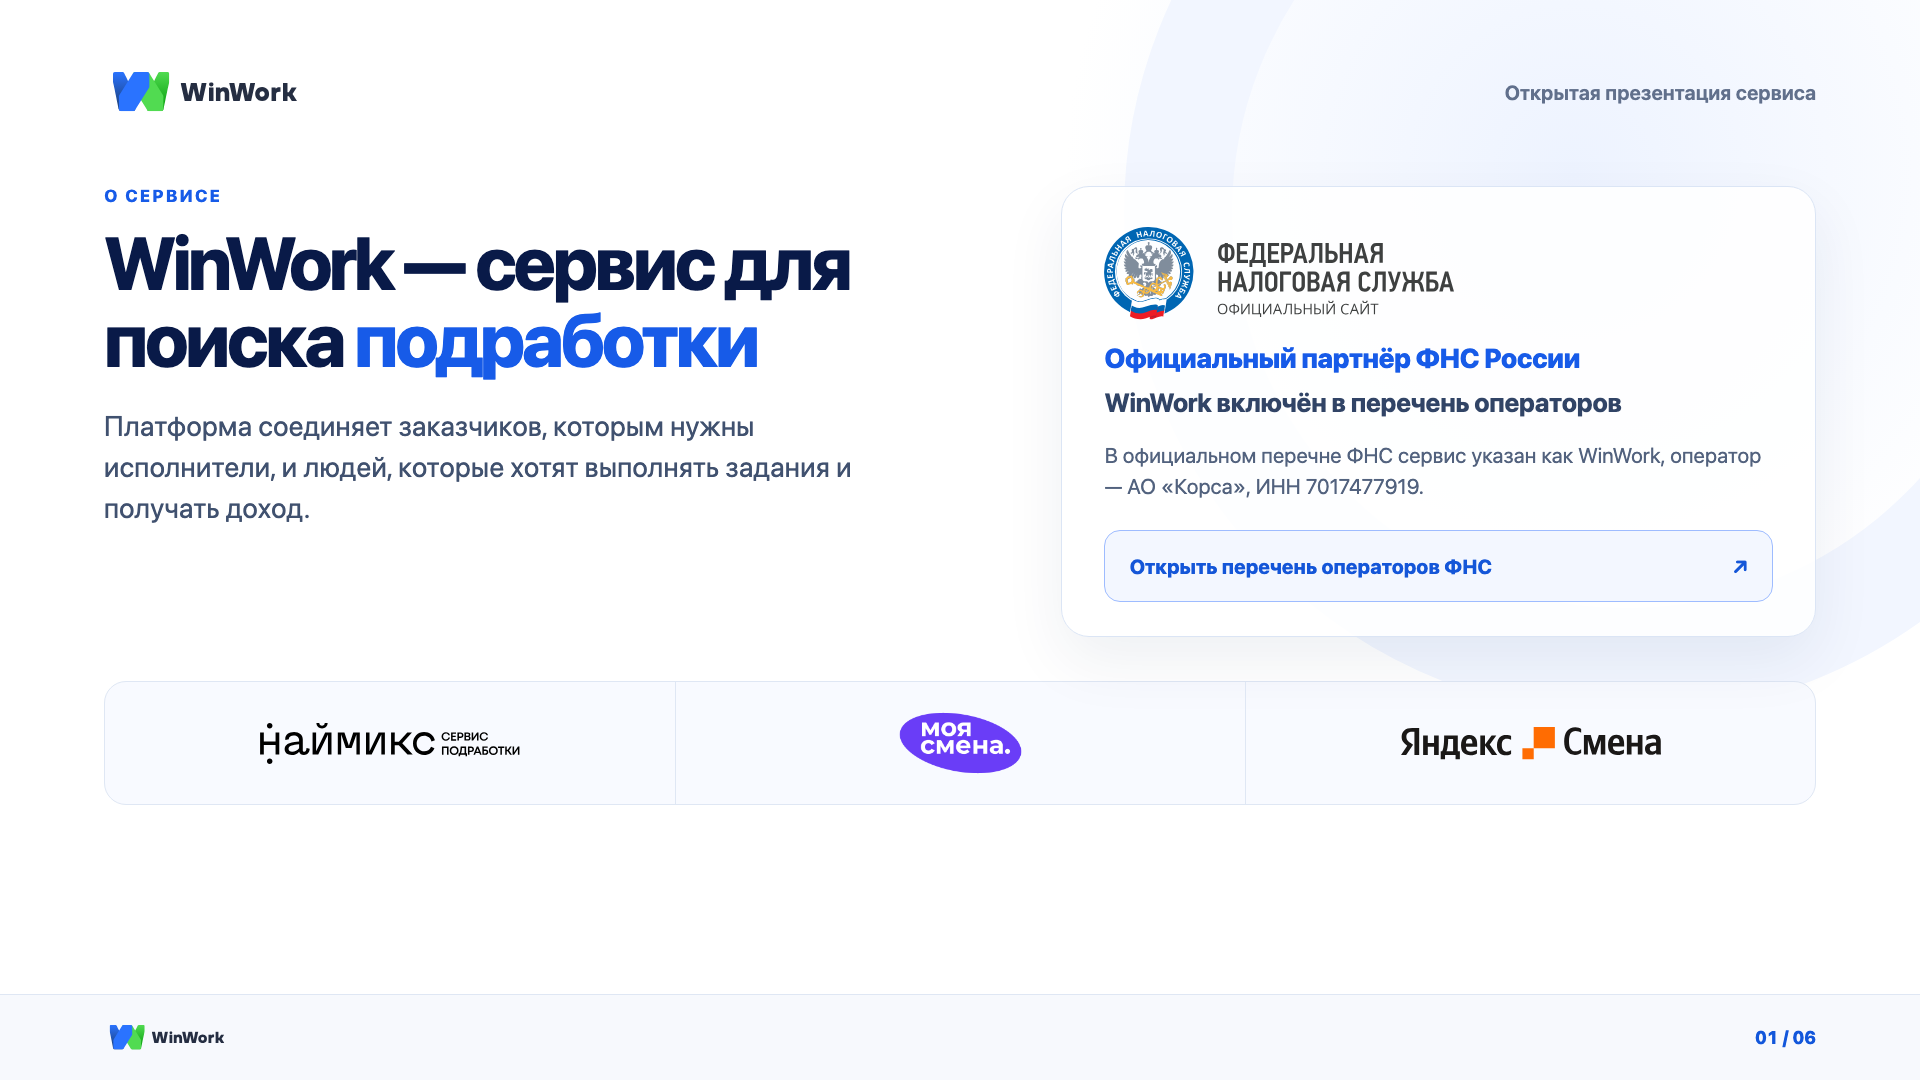 WinWork
Открытая презентация сервиса
О СЕРВИСЕ
WinWork — сервис для
поиска подработки
Платформа соединяет заказчиков, которым нужны
исполнители, и людей, которые хотят выполнять задания и
получать доход.
ФЕДЕРАЛЬНАЯ НАЛОГОВАЯ СЛУЖБА
ФЕДЕРАЛЬНАЯ
НАЛОГОВАЯ СЛУЖБА
ОФИЦИАЛЬНЫЙ САЙТ
Официальный партнёр ФНС России
WinWork включён в перечень операторов
В официальном перечне ФНС сервис указан как WinWork, оператор
— АО «Корса», ИНН 7017477919.
Открыть перечень операторов ФНС
наймикс
СЕРВИС
ПОДРАБОТКИ
моя
смена.
Яндекс Смена
WinWork
01 / 06